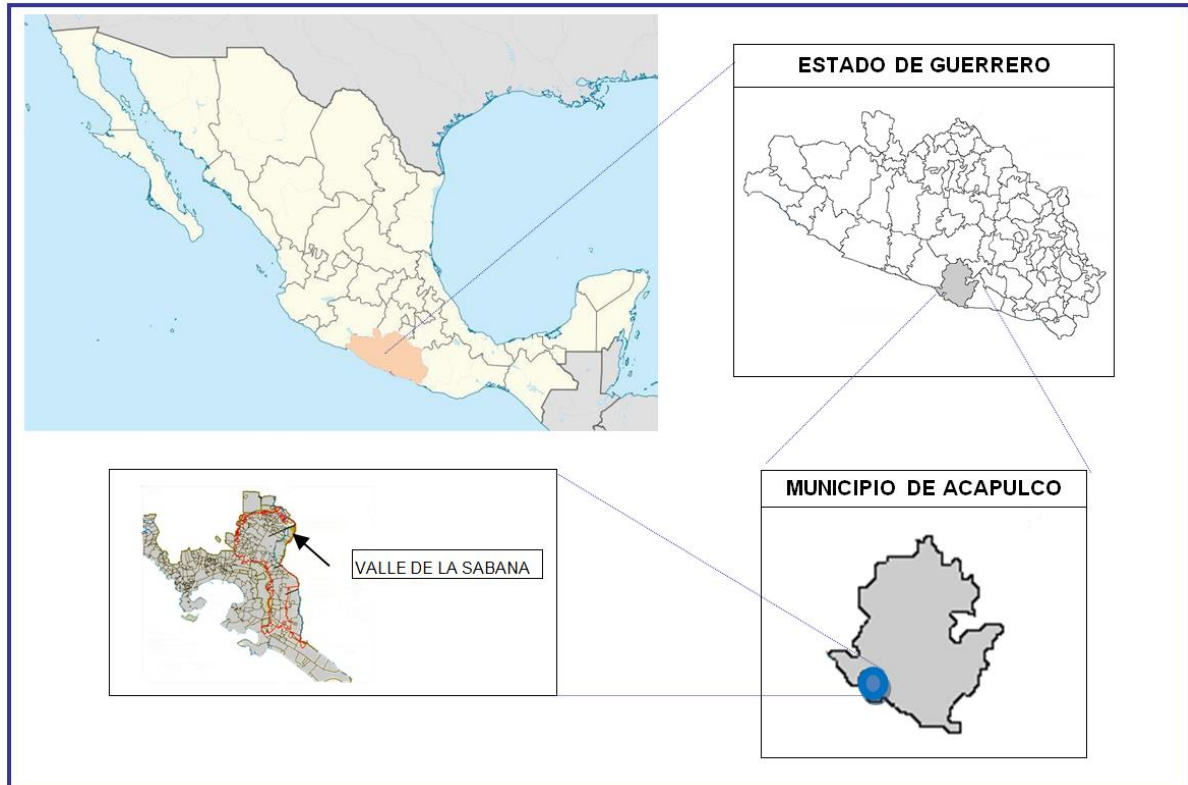 ESTADO DE GUERRERO
MUNICIPIO DE ACAPULCO
VALLE DE LA SABANA